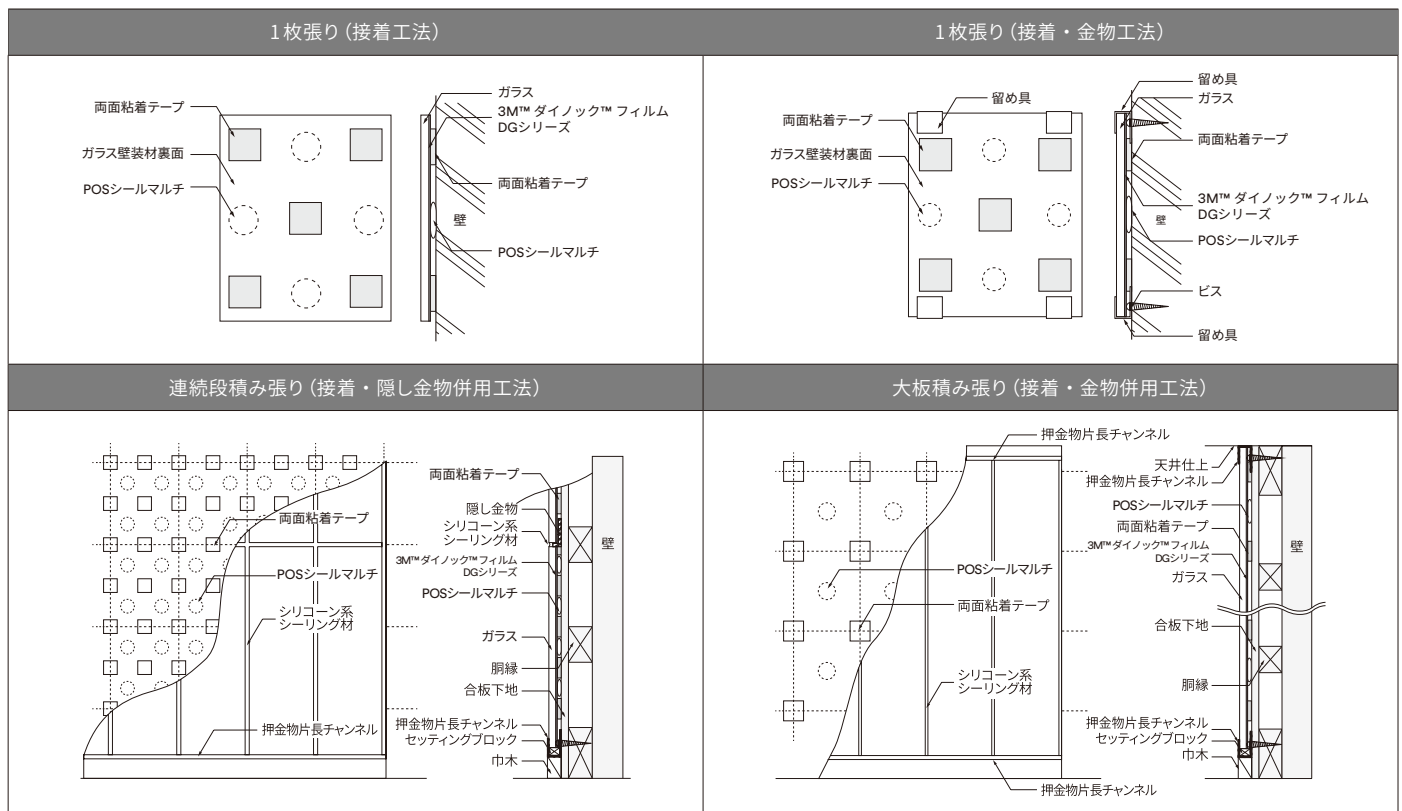 1枚張り（接着工法）
両面粘着テープ
ガラス壁装材裏面
POSシールマルチ
ガラス
3M™ ダイノック™ フィルム
DGシリーズ
両面粘着テープ
壁
POSシールマルチ
1枚張り（接着・金物工法）
留め具
両面粘着テープ
ガラス壁装材裏面
POSシールマルチ
留め具
ガラス
両面粘着テープ
3M™ ダイノック™ フィルム
DGシリーズ
壁
POSシールマルチ
ビス
留め具
連続段積み張り（接着・隠し金物併用工法）
両面粘着テープ
POSシールマルチ
シリコーン系
シーリング材
押金物片長チャンネル
両面粘着テープ
隠し金物
シリコーン系
シーリング材
3M™ダイノック™フィルム
DGシリーズ
POSシールマルチ
ガラス
胴縁
合板下地
押金物片長チャンネル
セッティングブロック
巾木
壁
大板積み張り（接着・金物併用工法）
押金物片長チャンネル
POSシールマルチ
両面粘着テープ
シリコーン系
シーリング材
押金物片長チャンネル
天井仕上
押金物片長チャンネル
POSシールマルチ
両面粘着テープ
3M™ダイノック™フィルム
DGシリーズ
ガラス
合板下地
胴縁
押金物片長チャンネル
セッティングブロック
巾木
壁